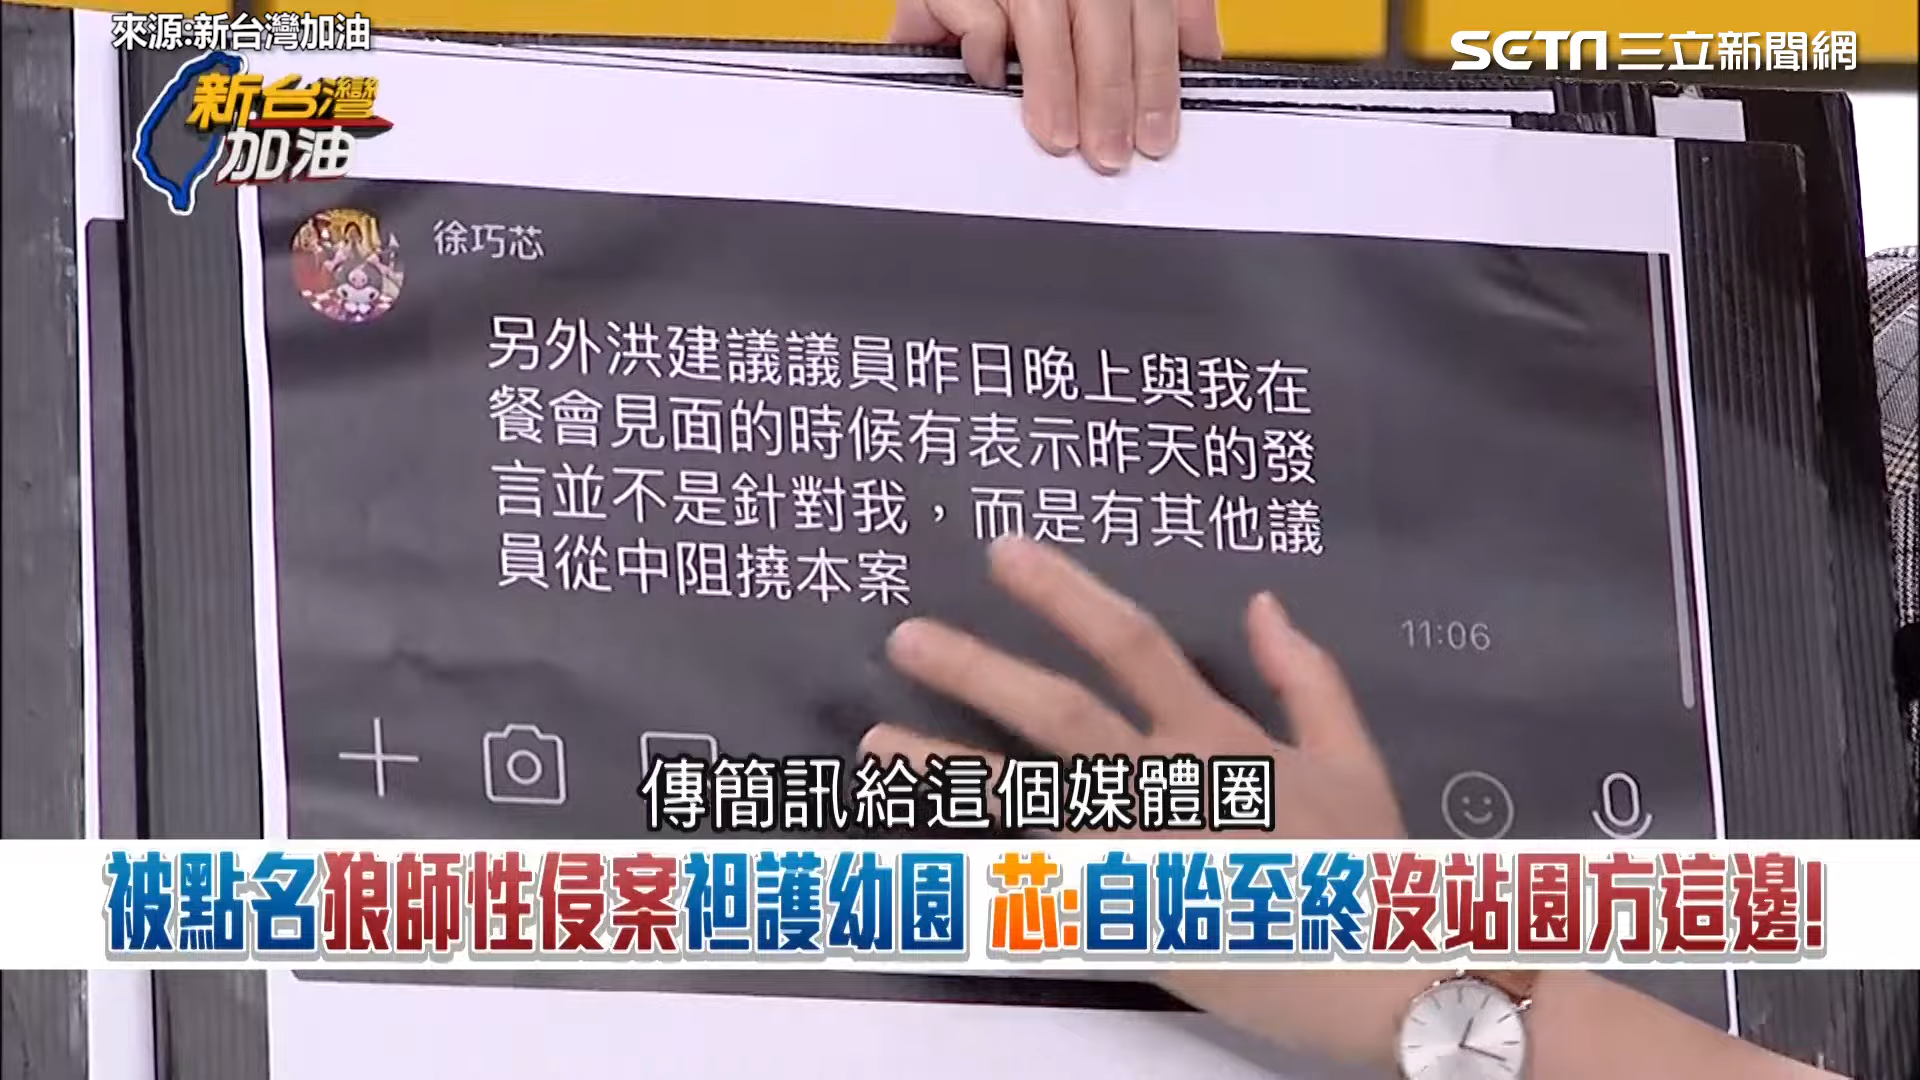 來源:新台灣加油
SETN三立新聞網
新台灣
加油
徐巧芯
另外洪建議議員昨日晚上與我在
餐會見面的時候有表示昨天的發
言並不是針對我，而是有其他議
員從中阻撓本案
11:06
傳簡訊給這個媒體圈
被點名狼師性侵案袒護幼園 芯:自始至終沒站園方這邊!